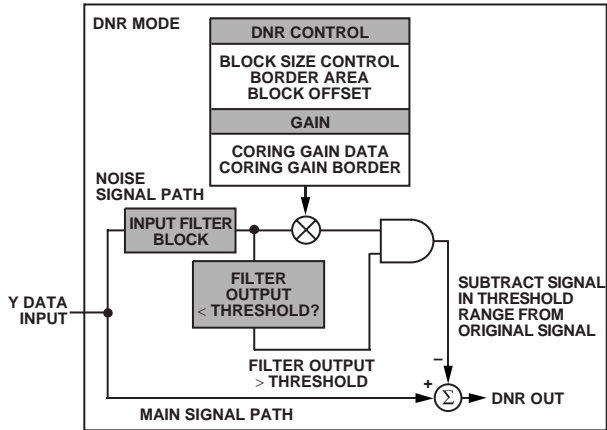 DNR MODE
DNR CONTROL
BLOCK SIZE CONTROL
BORDER AREA
BLOCK OFFSET
GAIN
CORING GAIN DATA
CORING GAIN BORDER
NOISE
SIGNAL PATH
INPUT FILTER
BLOCK
FILTER
OUTPUT
< THRESHOLD?
Y DATA
INPUT
SUBTRACT SIGNAL
IN THRESHOLD
RANGE FROM
ORIGINAL SIGNAL
FILTER OUTPUT
> THRESHOLD
–
+
Σ
DNR OUT
MAIN SIGNAL PATH